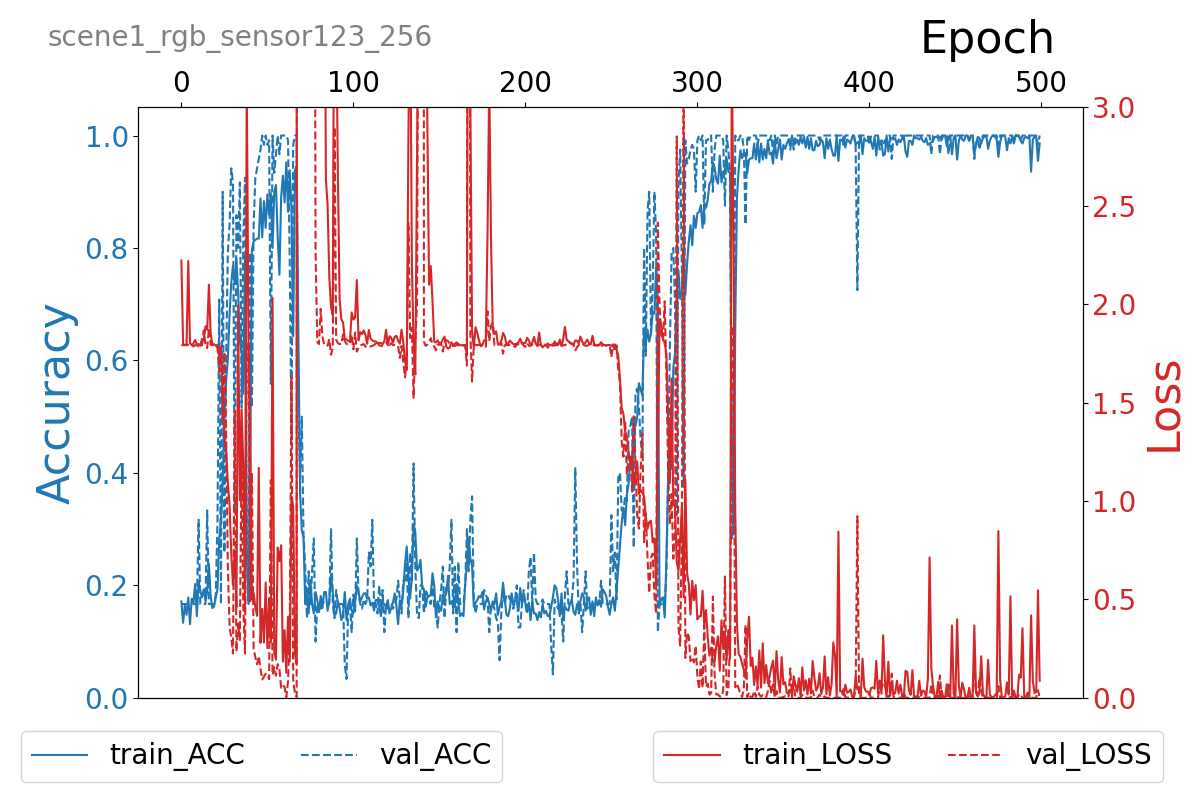 scene1_rgb_sensor123_256
Epoch
0 100 200 300 400 500
Accuracy
1.0
0.8
0.6
0.4
0.2
0.0
Loss
3.0
2.5
2.0
1.5
1.0
0.5
0.0
train_ACC val_ACC
train_LOSS val_LOSS